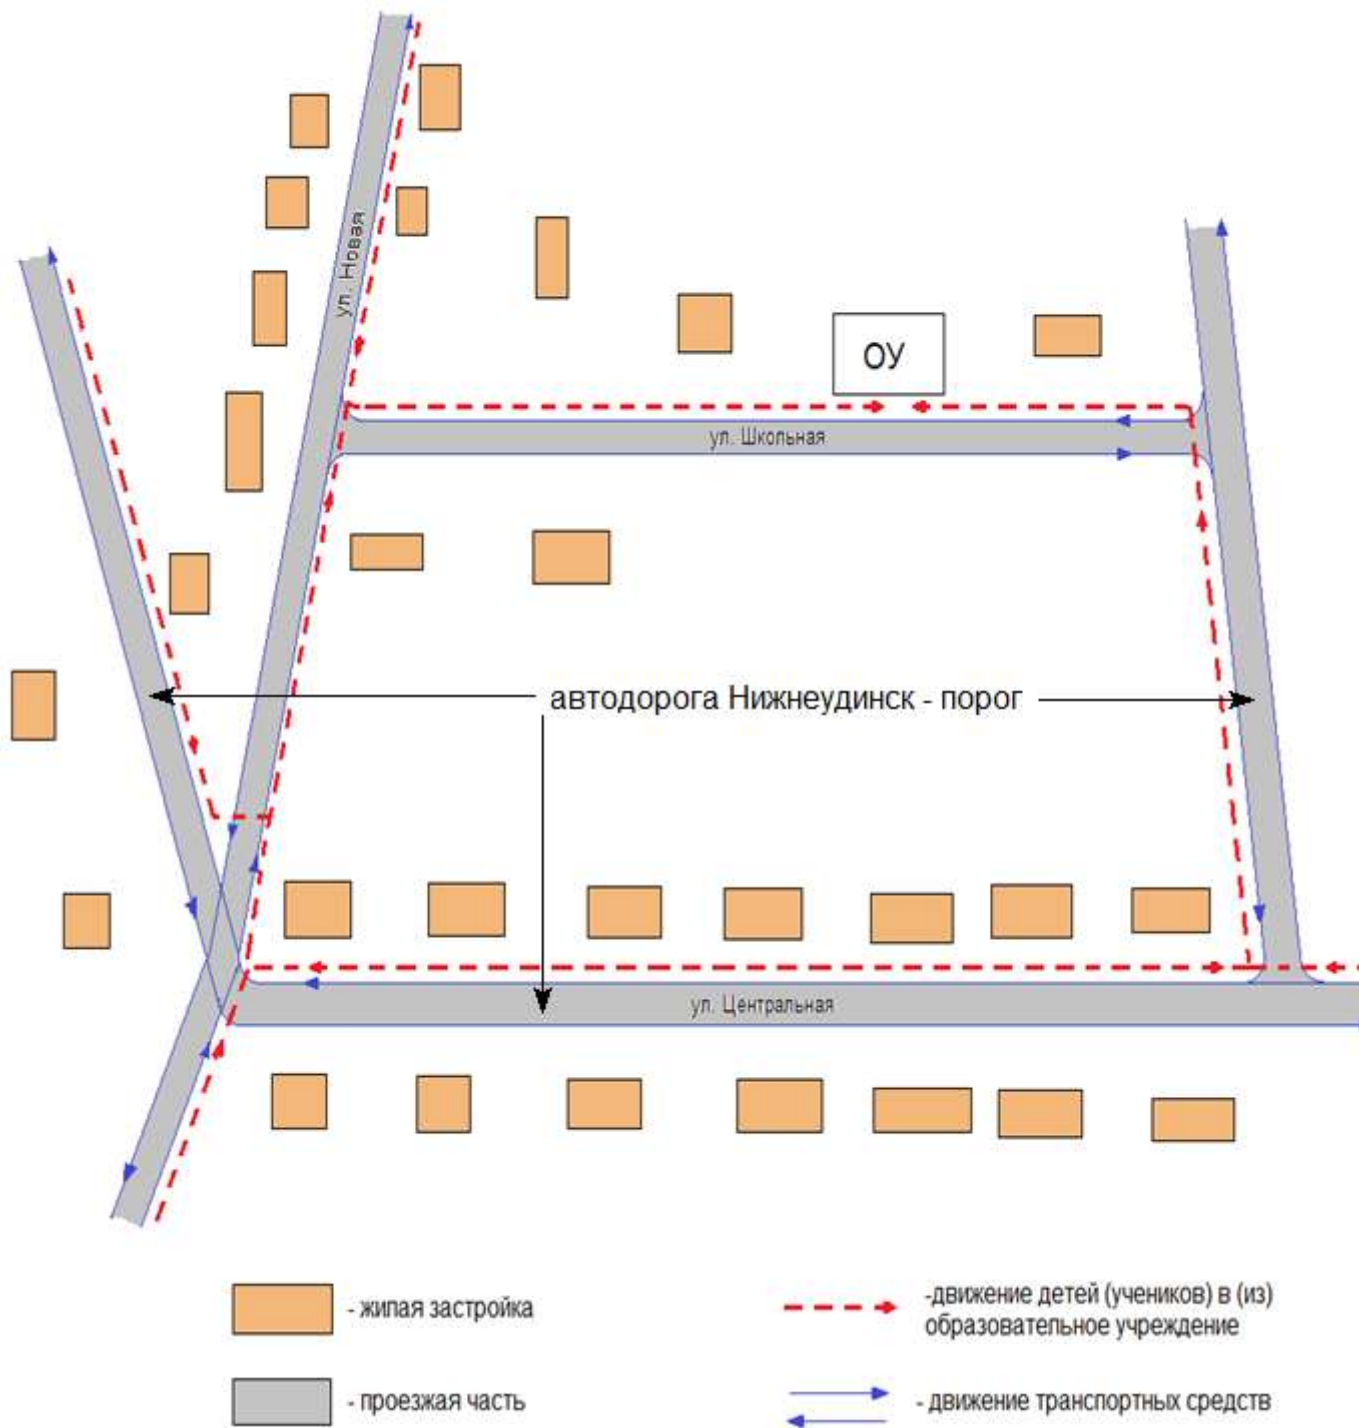 ул. Новая
ОУ
ул. Школьная
автодорога Нижнеудинск - порог
ул. Центральная
- жилая застройка
-движение детей (учеников) в (из)
образовательное учреждение
- проезжая часть
- движение транспортных средств